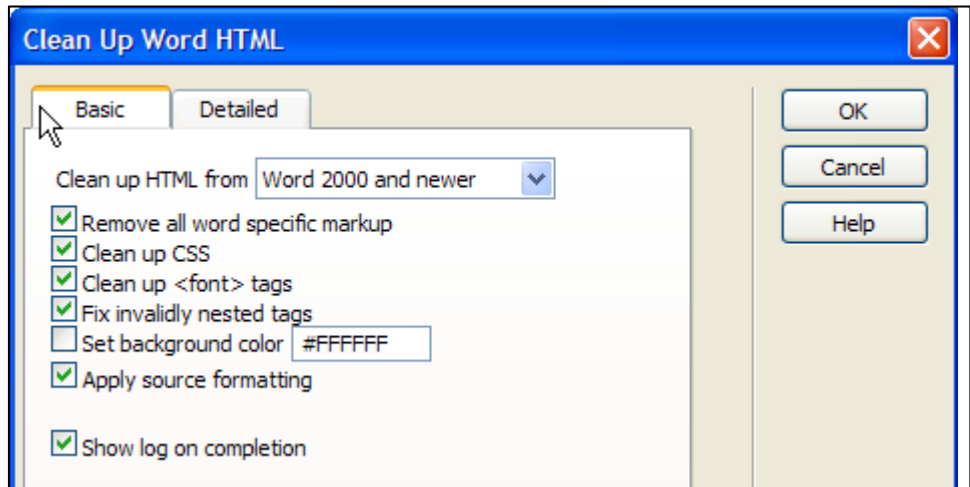 Clean Up Word HTML
Basic Detailed
OK
Clean up HTML from Word 2000 and newer
Cancel
Remove all word specific markup
Help
Clean up CSS
Clean up <font> tags
Fix invalidly nested tags
Set background color #FFFFFF
Apply source formatting
Show log on completion